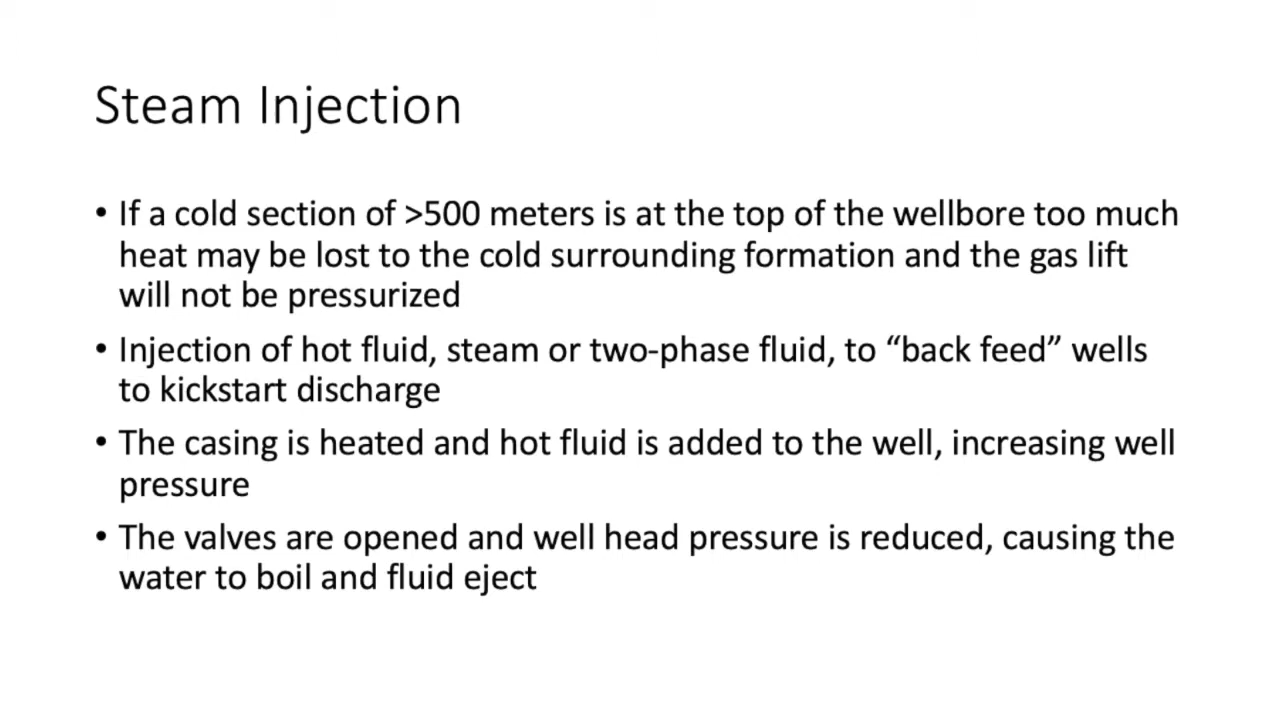 Steam Injection
• If a cold section of >500 meters is at the top of the wellbore too much
heat may be lost to the cold surrounding formation and the gas lift
will not be pressurized
• Injection of hot fluid, steam or two-phase fluid, to “back feed” wells
to kickstart discharge
• The casing is heated and hot fluid is added to the well, increasing well
pressure
• The valves are opened and well head pressure is reduced, causing the
water to boil and fluid eject